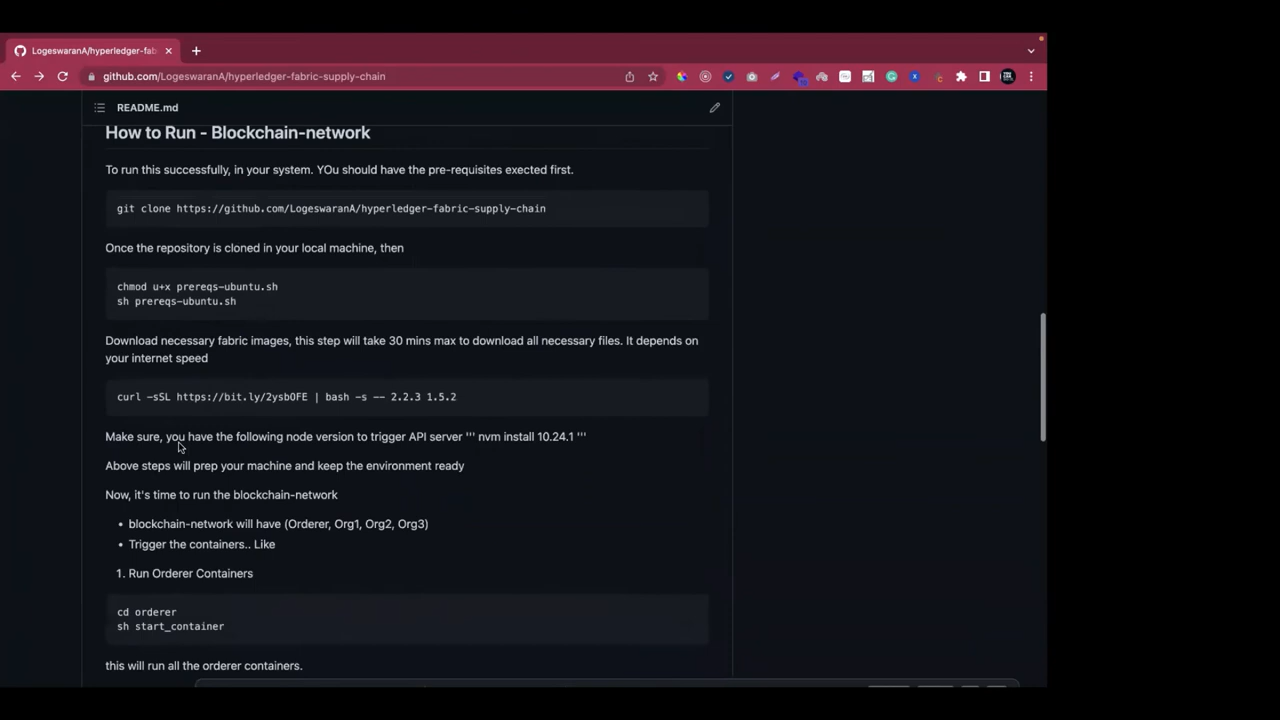 LogeswaranA/hyperledger-fab
github.com/LogeswaranA/hyperledger-fabric-supply-chain
README.md
How to Run - Blockchain-network
To run this successfully, in your system. YOu should have the pre-requisites exected first.
git clone https://github.com/LogeswaranA/hyperledger-fabric-supply-chain
Once the repository is cloned in your local machine, then
chmod u+x prereqs-ubuntu.sh
sh prereqs-ubuntu.sh
Download necessary fabric images, this step will take 30 mins max to download all necessary files. It depends on
your internet speed
curl -sSL https://bit.ly/2ysbOFE | bash -s -- 2.2.3 1.5.2
Make sure, you have the following node version to trigger API server ''' nvm install 10.24.1 '''
Above steps will prep your machine and keep the environment ready
Now, it's time to run the blockchain-network
• blockchain-network will have (Orderer, Org1, Org2, Org3)
• Trigger the containers.. Like
1. Run Orderer Containers
cd orderer
sh start_container
this will run all the orderer containers.